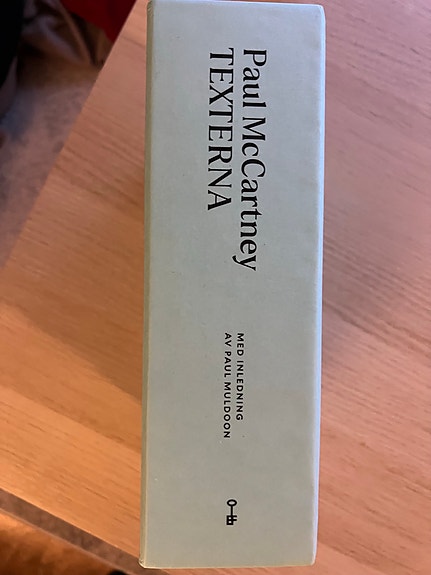 Paul McCartney
TEXTERNA
MED INLEDNING
AV PAUL MULDOON